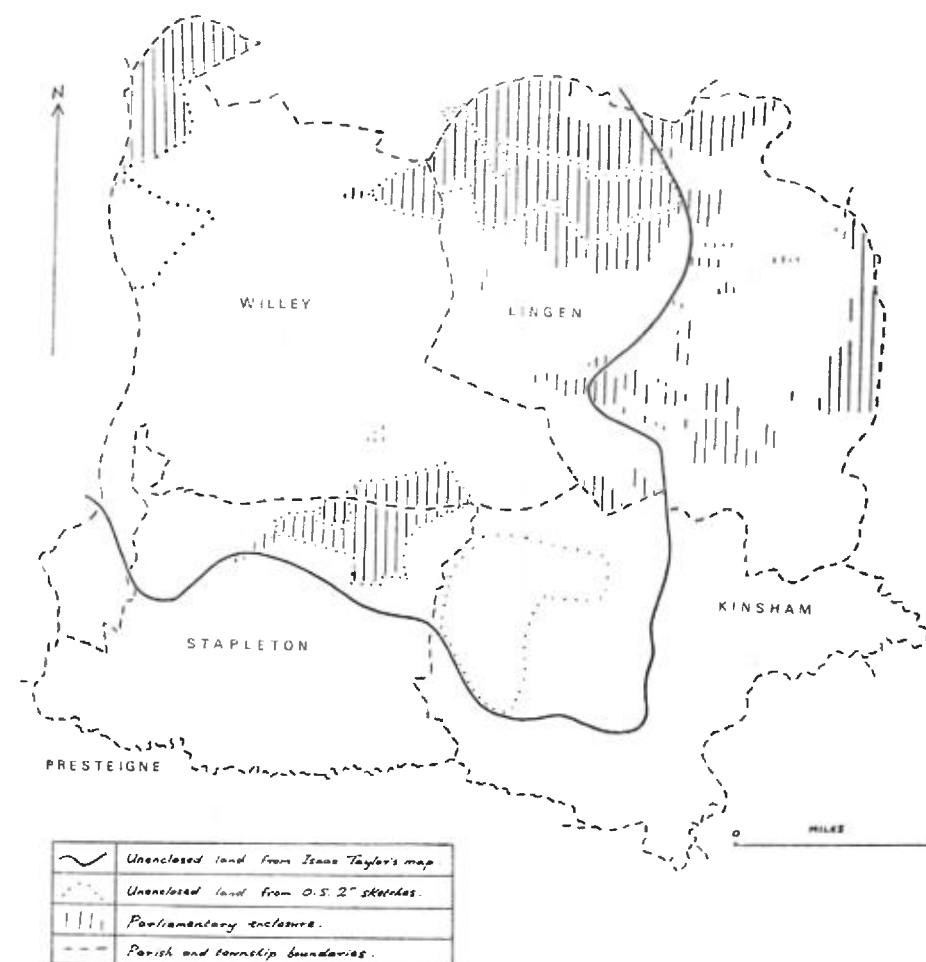 N
WILLEY
LINGEN
KINSHAM
STAPLETON
PRESTEIGNE
0 MILES
Unenclosed land from Isaac Taylor's map.
Unenclosed land from O.S. 2" sketches.
Parliamentary enclosure.
Parish and township boundaries.